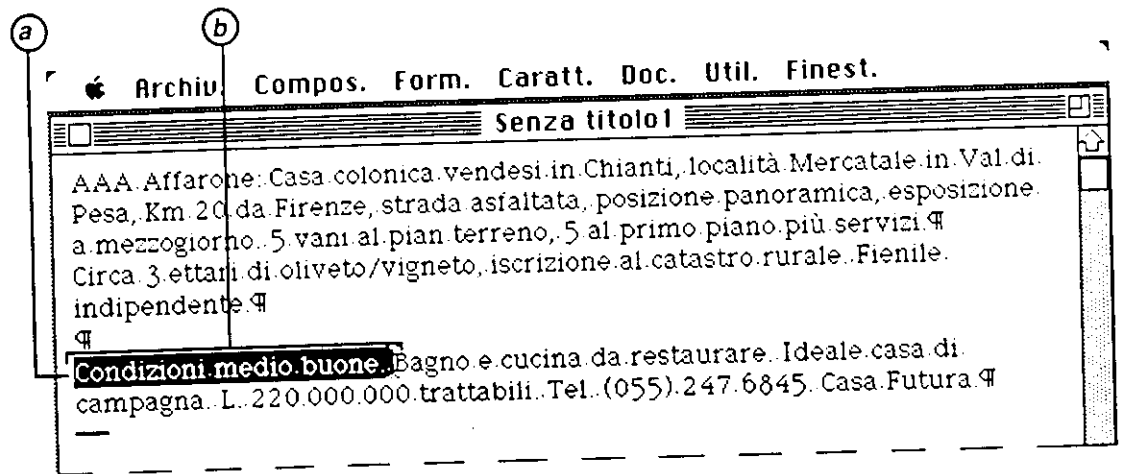 a b
Archiv. Compos. Form. Caratt. Doc. Util. Finest.
Senza titolo1
AAA.Affarone:.Casa.colonica.vendesi.in.Chianti,.località.Mercatale.in.Val.di.
Pesa,.Km.20.da.Firenze,.strada.asfaltata,.posizione.panoramica,.esposizione.
a.mezzogiorno..5.vani.al.pian.terreno,.5.al.primo.piano.più.servizi.¶
Circa.3.ettari.di.oliveto/vigneto,.iscrizione.al.catastro.rurale..Fienile.
indipendente.¶
¶
Condizioni.medio.buone..Bagno.e.cucina.da.restaurare..Ideale.casa.di.
campagna..L..220.000.000.trattabili..Tel..(055).247.6845..Casa.Futura.¶